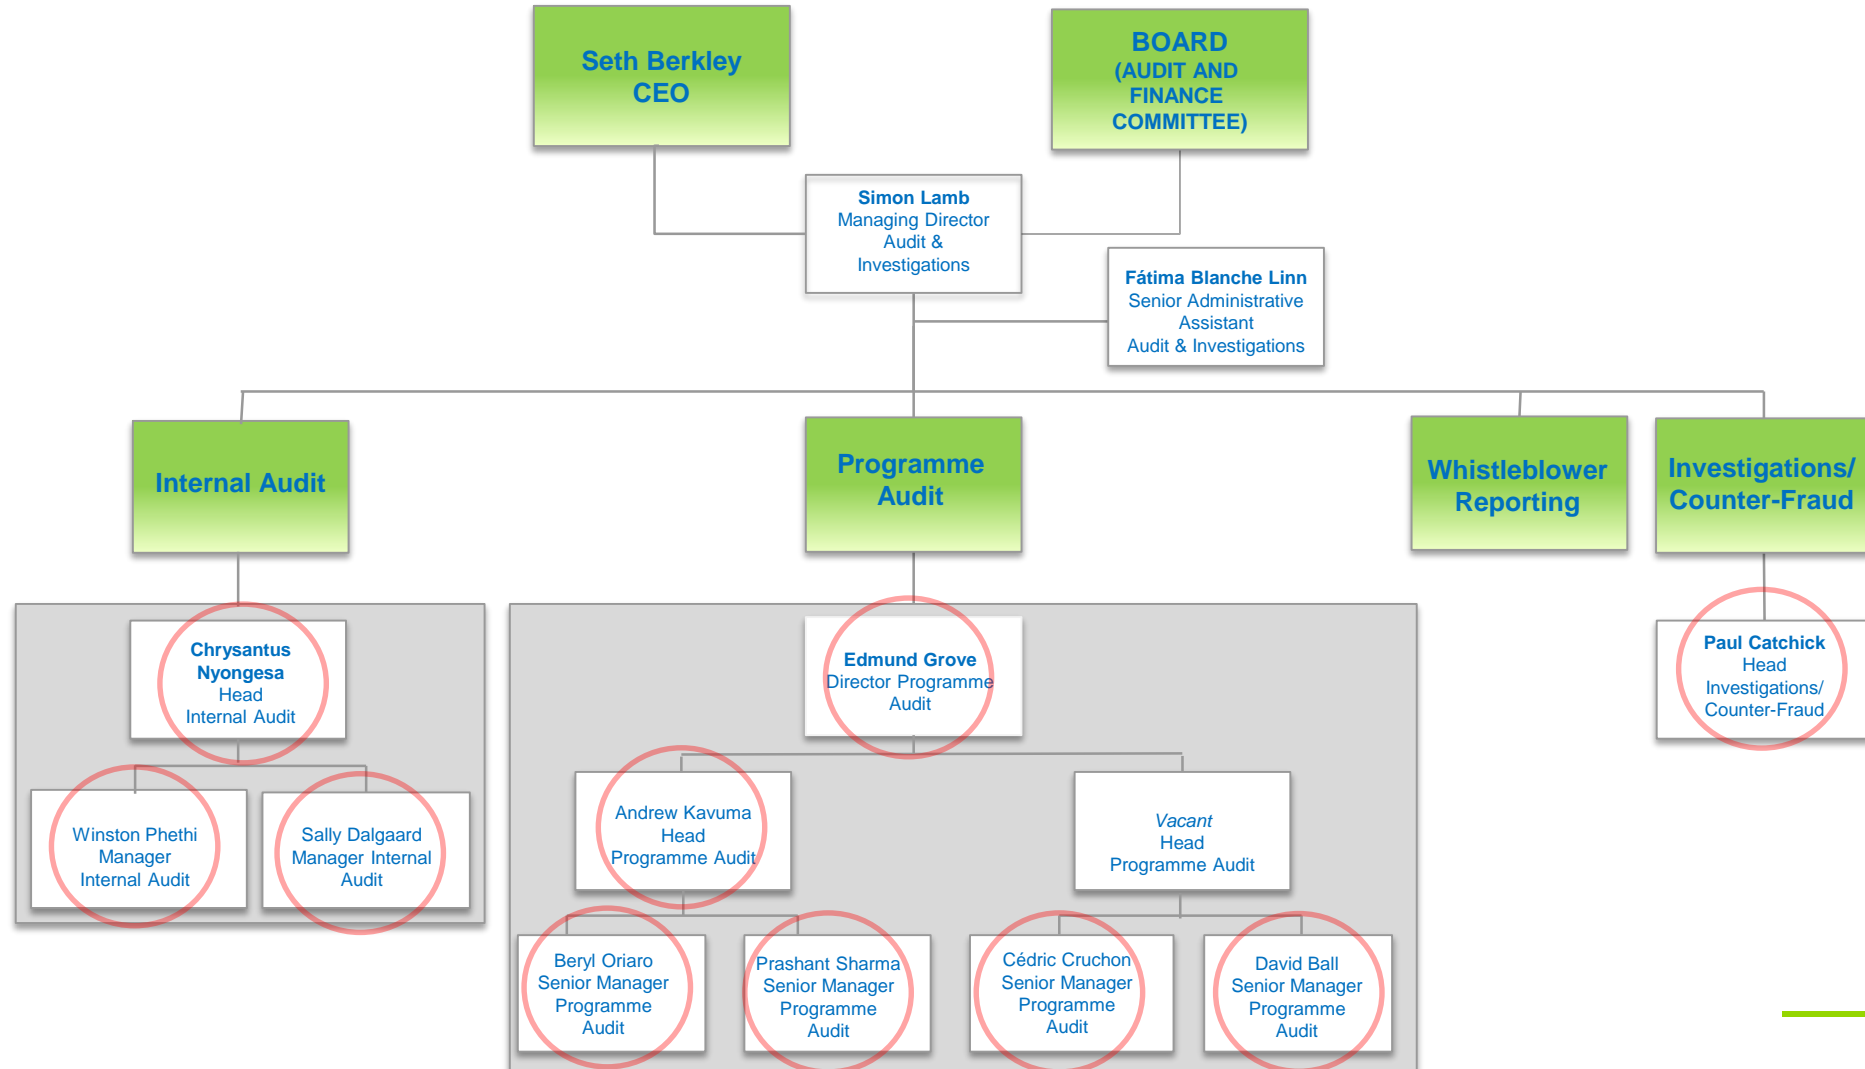 Seth Berkley
CEO
BOARD
(AUDIT AND
FINANCE
COMMITTEE)
Simon Lamb
Managing Director
Audit &
Investigations
Fátima Blanche Linn
Senior Administrative
Assistant
Audit & Investigations
Internal Audit
Programme
Audit
Whistleblower
Reporting
Investigations/
Counter-Fraud
Chrysantus
Nyongesa
Head
Internal Audit
Edmund Grove
Director Programme
Audit
Paul Catchick
Head
Investigations/
Counter-Fraud
Winston Phethi
Manager
Internal Audit
Sally Dalgaard
Manager Internal
Audit
Andrew Kavuma
Head
Programme Audit
Vacant
Head
Programme Audit
Beryl Oriaro
Senior Manager
Programme
Audit
Prashant Sharma
Senior Manager
Programme
Audit
Cédric Cruchon
Senior Manager
Programme
Audit
David Ball
Senior Manager
Programme
Audit